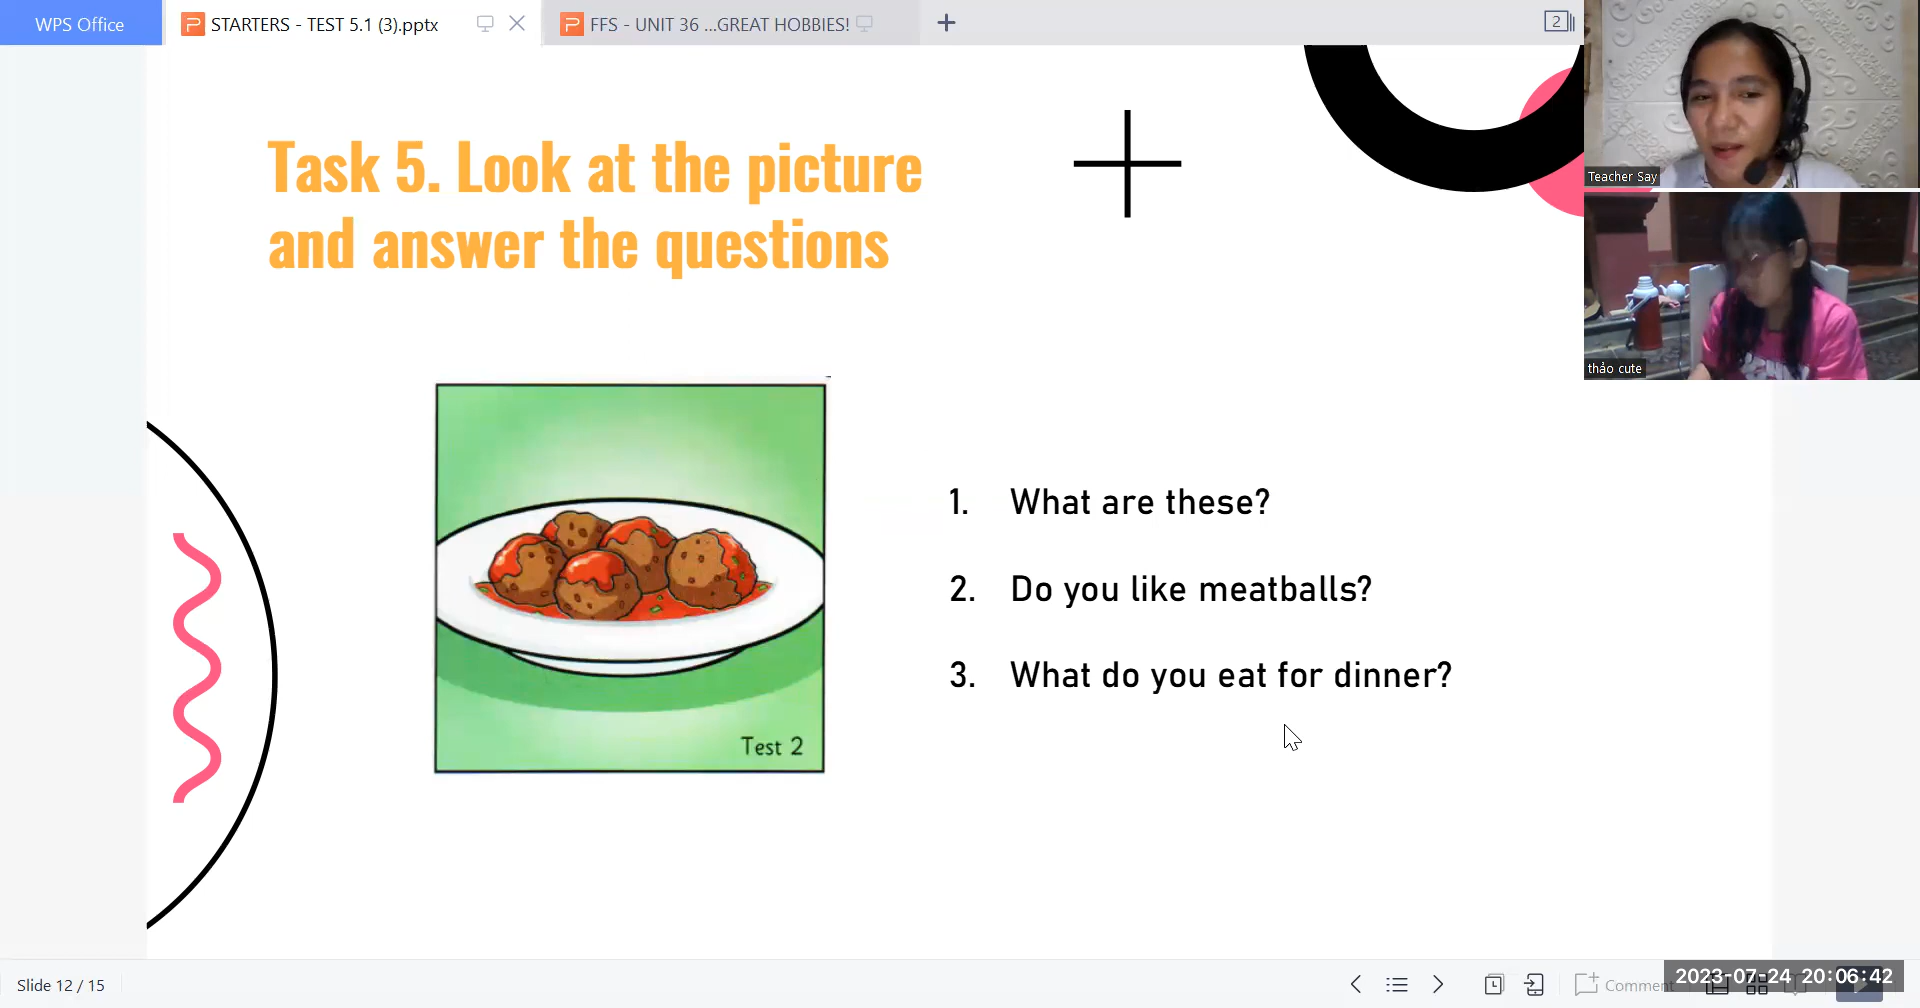 WPS Office
STARTERS - TEST 5.1 (3).pptx
FFS - UNIT 36 ...GREAT HOBBIES!
2
Teacher Say
thảo cute
Task 5. Look at the picture
and answer the questions
1. What are these?
2. Do you like meatballs?
3. What do you eat for dinner?
Test 2
Slide 12 / 15
Comment
2023-07-24 20:06:42